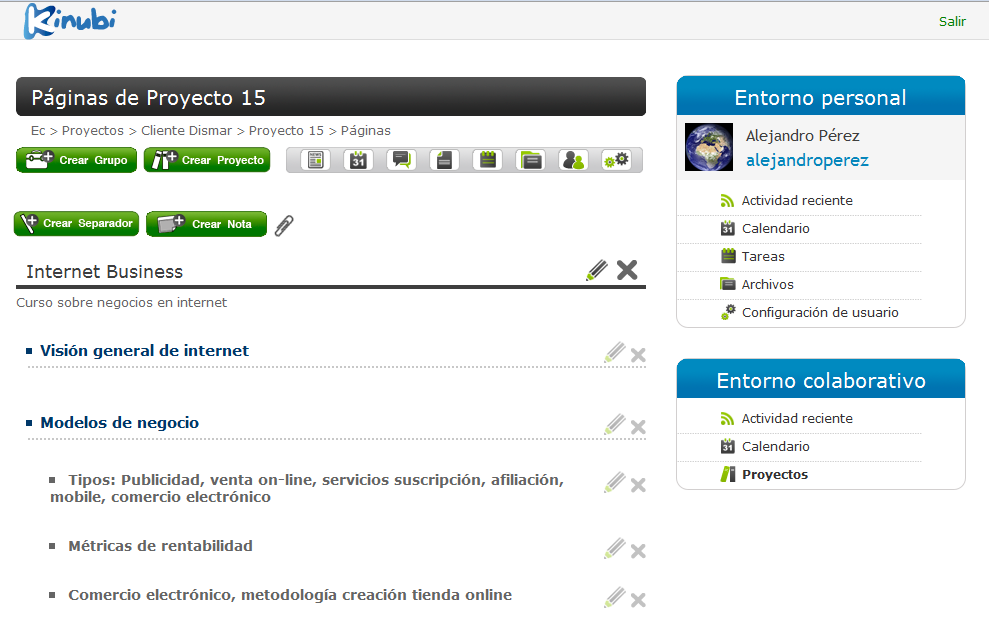 Kinubi
Salir
Páginas de Proyecto 15
Ec > Proyectos > Cliente Dismar > Proyecto 15 > Páginas
Crear Grupo
Crear Proyecto
31
Crear Separador
Crear Nota
Internet Business
Curso sobre negocios en internet
Visión general de internet
Modelos de negocio
Tipos: Publicidad, venta on-line, servicios suscripción, afiliación,
mobile, comercio electrónico
Métricas de rentabilidad
Comercio electrónico, metodología creación tienda online
Entorno personal
Alejandro Pérez
alejandroperez
Actividad reciente
31 Calendario
Tareas
Archivos
Configuración de usuario
Entorno colaborativo
Actividad reciente
31 Calendario
Proyectos